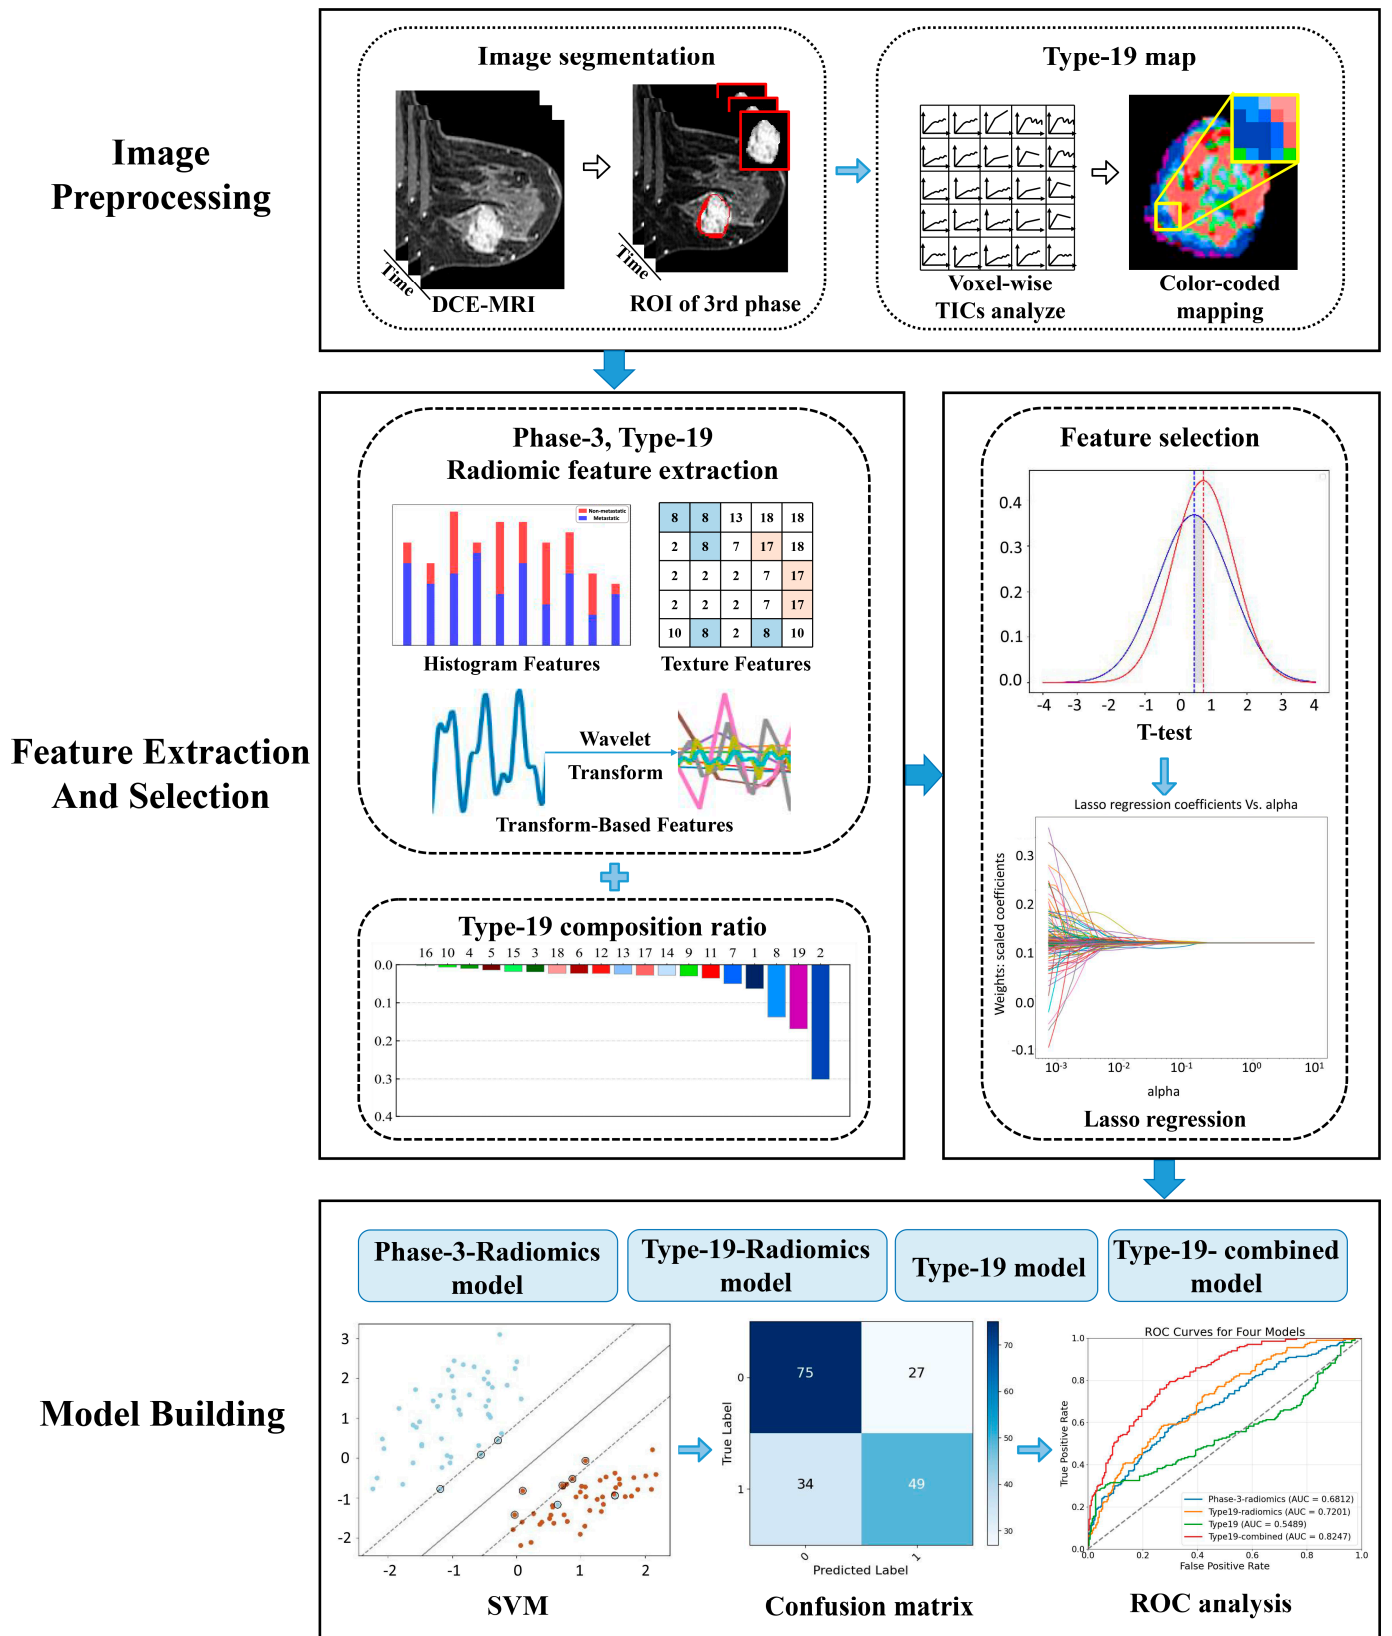 Image
Preprocessing
Image segmentation
Time
DCE-MRI
Time
ROI of 3rd phase
Type-19 map
Voxel-wise
TICs analyze
Color-coded
mapping
Feature Extraction
And Selection
Phase-3, Type-19
Radiomic feature extraction
Non-metastatic
Metastatic
Histogram Features
8 8 13 18 18
2 8 7 17 18
2 2 2 7 17
2 2 2 7 17
10 8 2 8 10
Texture Features
Wavelet
Transform
Transform-Based Features
Type-19 composition ratio
16 10 4 5 15 3 18 6 12 13 17 14 9 11 7 1 8 19 2
0.0
0.1
0.2
0.3
0.4
Feature selection
0.4
0.3
0.2
0.1
0.0
-4 -3 -2 -1 0 1 2 3 4
T-test
Lasso regression coefficients Vs. alpha
Weights: scaled coefficients
0.3
0.2
0.1
0.0
-0.1
10-3 10-2 10-1 100 101
alpha
Lasso regression
Model Building
Phase-3-Radiomics
model
Type-19-Radiomics
model
Type-19 model
Type-19- combined
model
3
2
1
0
-1
-2
-2 -1 0 1 2
SVM
True Label
0
1
75 27
34 49
0 1
Predicted Label
70
60
50
40
30
Confusion matrix
ROC Curves for Four Models
True Positive Rate
1.0
0.8
0.6
0.4
0.2
0.0
Phase-3-radiomics (AUC = 0.6812)
Type19-radiomics (AUC = 0.7201)
Type19 (AUC = 0.5489)
Type19-combined (AUC = 0.8247)
0.0 0.2 0.4 0.6 0.8 1.0
False Positive Rate
ROC analysis